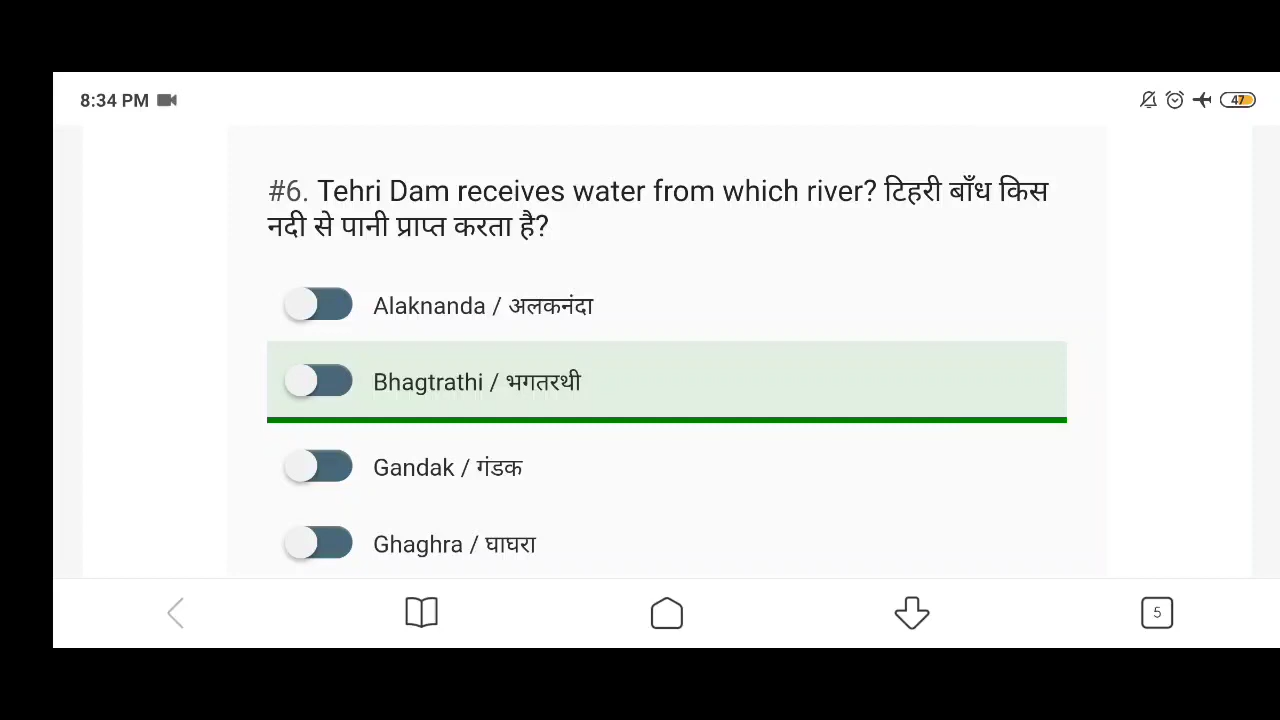 8:34 PM
47
#6. Tehri Dam receives water from which river? टिहरी बाँध किस
नदी से पानी प्राप्त करता है?
Alaknanda / अलकनंदा
Bhagtrathi / भगतरथी
Gandak / गंडक
Ghaghra / घाघरा
5